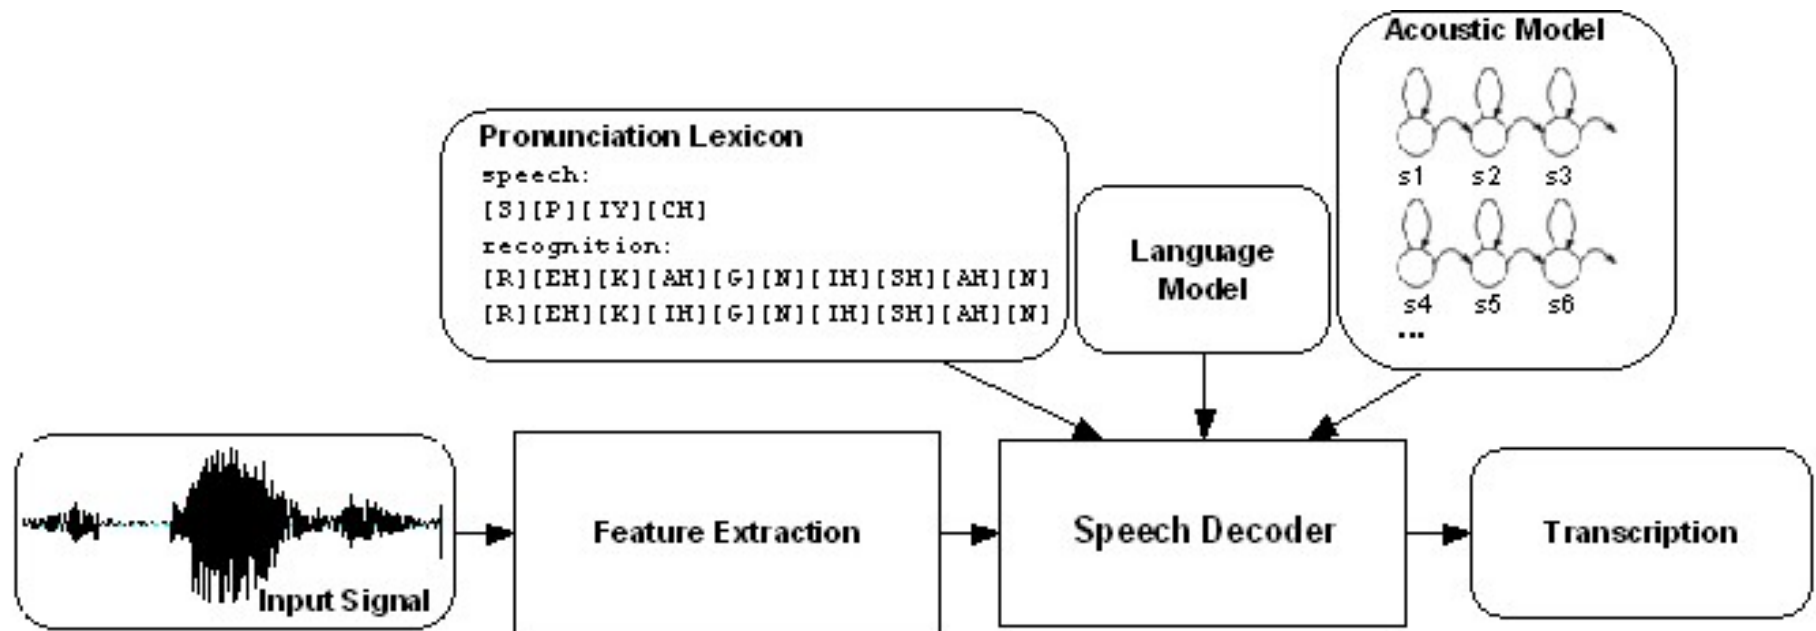 Acoustic Model
s1 s2 s3
s4 s5 s6
...
Pronunciation Lexicon
speech:
[S][P][IY][CH]
recognition:
[R][EH][K][AH][G][N][IH][SH][AH][N]
[R][EH][K][IH][G][N][IH][SH][AH][N]
Language
Model
Input Signal
Feature Extraction
Speech Decoder
Transcription